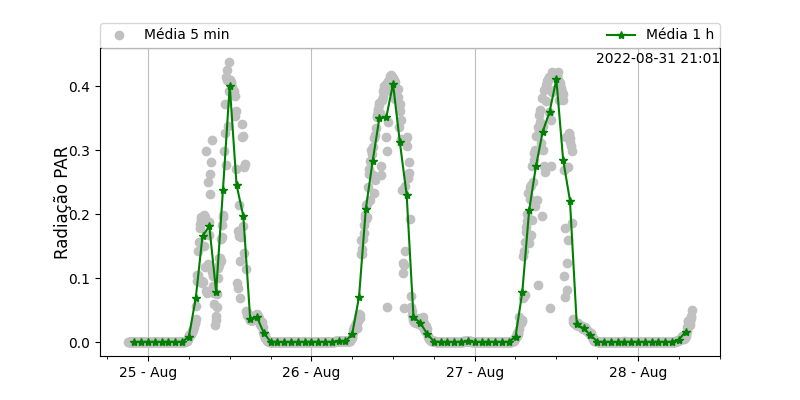 Média 5 min
Média 1 h
2022-08-31 21:01
Radiação PAR
0.4
0.3
0.2
0.1
0.0
25 - Aug
26 - Aug
27 - Aug
28 - Aug